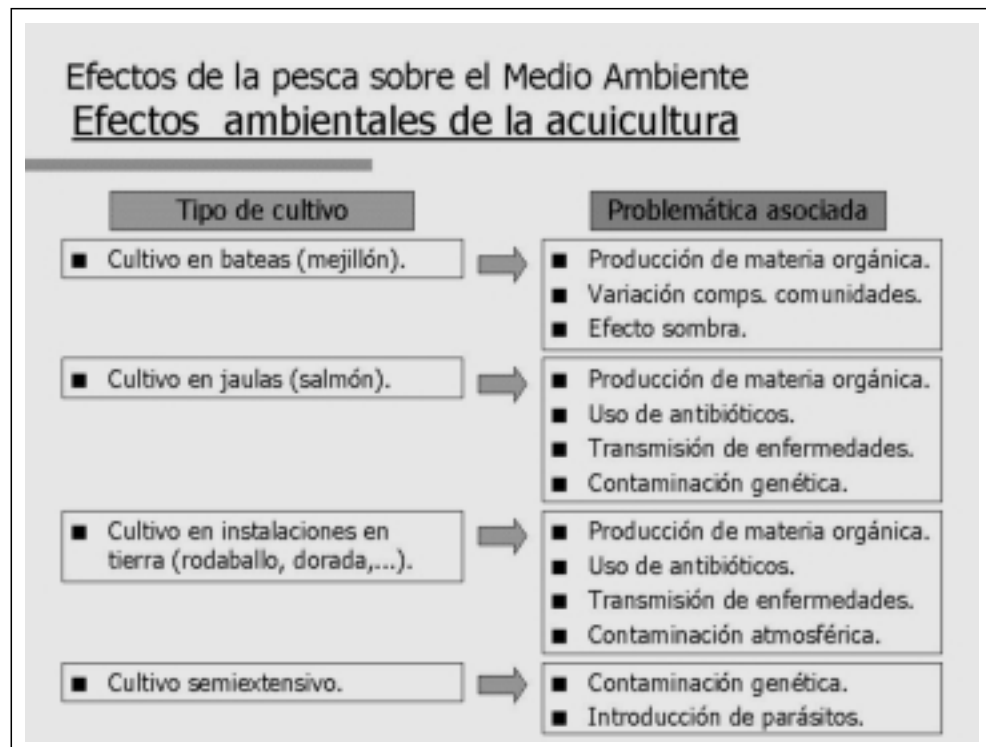 Efectos de la pesca sobre el Medio Ambiente
Efectos ambientales de la acuicultura
Tipo de cultivo
Problemática asociada
■ Cultivo en bateas (mejillón).
■ Producción de materia orgánica.
■ Variación comps. comunidades.
■ Efecto sombra.
■ Cultivo en jaulas (salmón).
■ Producción de materia orgánica.
■ Uso de antibióticos.
■ Transmisión de enfermedades.
■ Contaminación genética.
■ Cultivo en instalaciones en
tierra (rodaballo, dorada,...).
■ Producción de materia orgánica.
■ Uso de antibióticos.
■ Transmisión de enfermedades.
■ Contaminación atmosférica.
■ Cultivo semiextensivo.
■ Contaminación genética.
■ Introducción de parásitos.